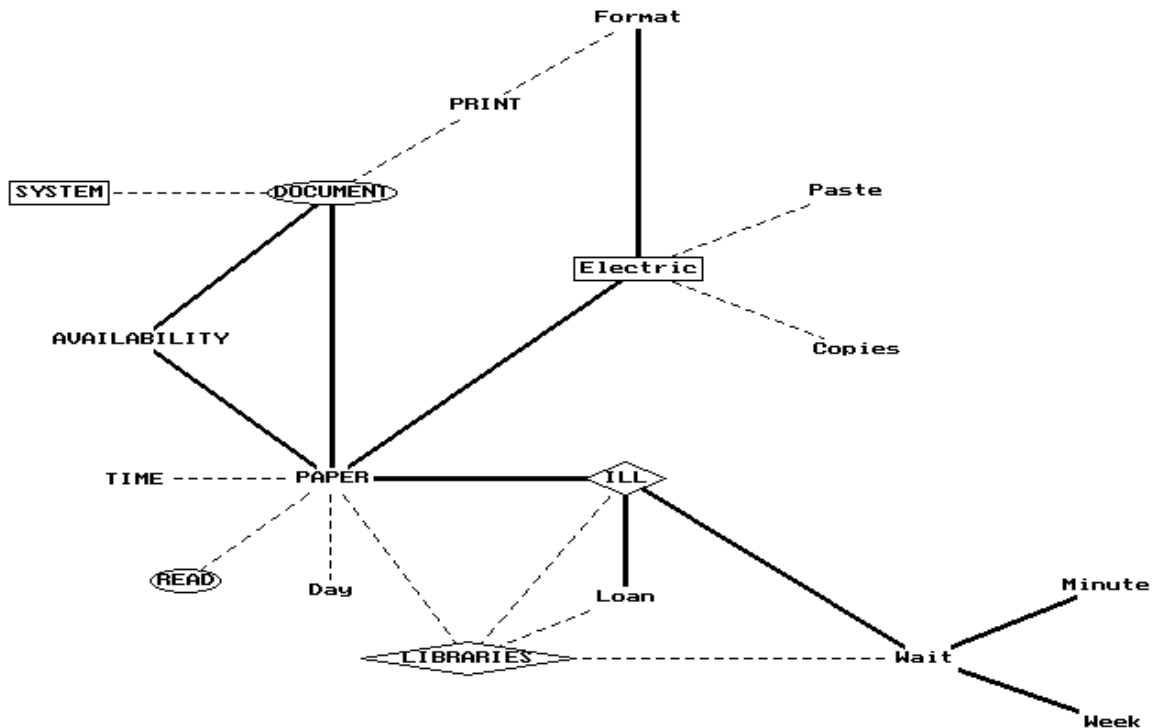 Format
PRINT
SYSTEM
DOCUMENT
Paste
Electric
AVAILABILITY
Copies
TIME
PAPER
ILL
READ
Day
Loan
Minute
LIBRARIES
Wait
Week